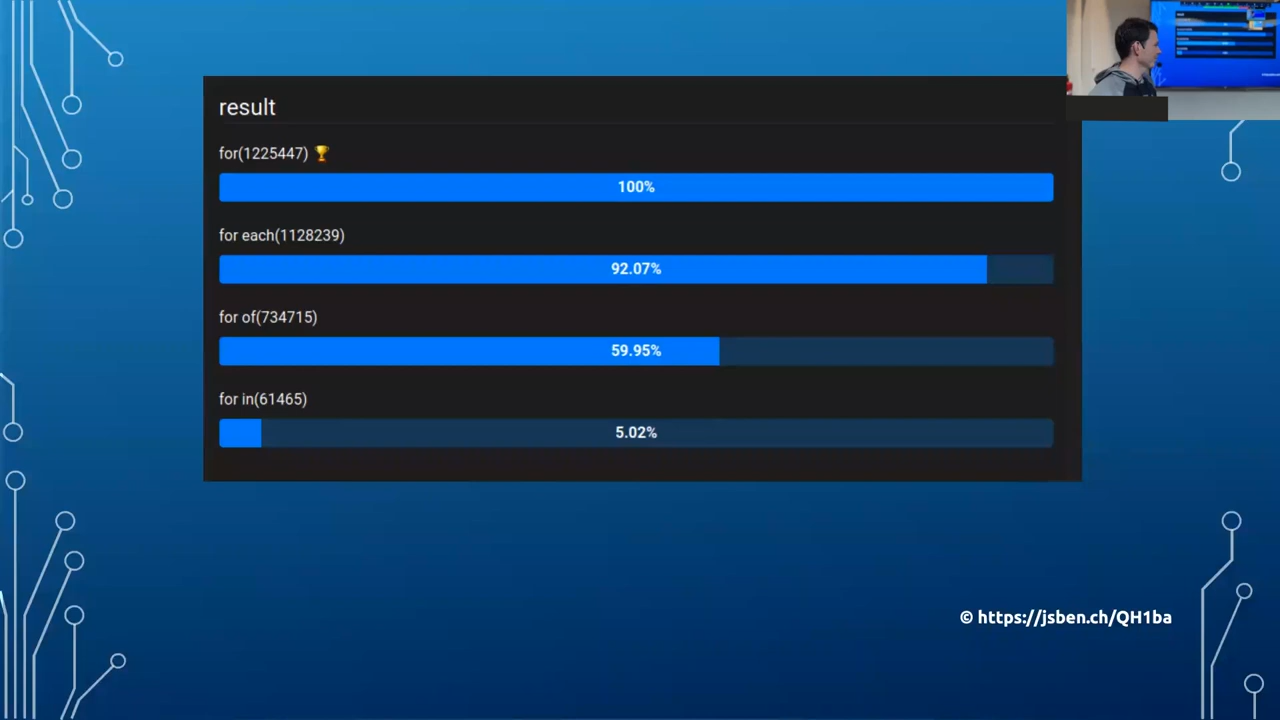 result
for(1225447) 🏆
100%
for each(1128239)
92.07%
for of(734715)
59.95%
for in(61465)
5.02%
© https://jsben.ch/QH1ba